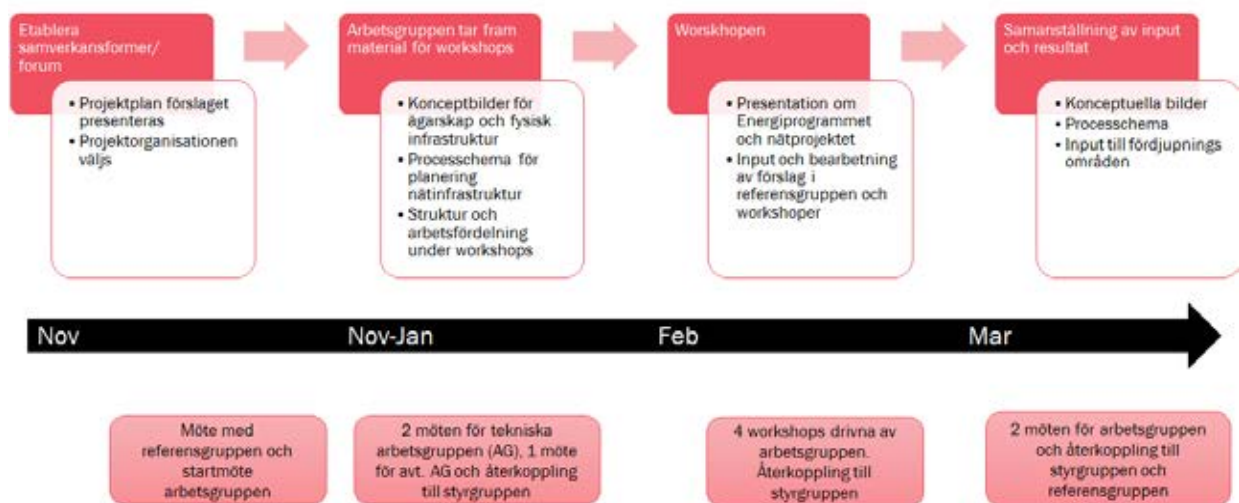 Etablera
samverkansformer/
forum
• Projektplan förslaget
presenteras
• Projektorganisationen
väljs
Arbetsgruppen tar fram
material för workshops
• Konceptbilder för
ägarskap och fysisk
infrastruktur
• Processchema för
planering
nätinfrastruktur
• Struktur och
arbetsfördelning
under workshops
Worskhopen
• Presentation om
Energiprogrammet
och nätprojektet
• Input och bearbetning
av förslag i
referensgruppen och
workshoper
Samanställning av input
och resultat
• Konceptuella bilder
• Processchema
• Input till fördjupnings
områden
Nov
Nov-Jan
Feb
Mar
Möte med
referensgruppen och
startmöte
arbetsgruppen
2 möten för tekniska
arbetsgruppen (AG), 1 möte
för avt. AG och återkoppling
till styrgruppen
4 workshops drivna av
arbetsgruppen.
Återkoppling till
styrgruppen
2 möten för arbetsgruppen
och återkoppling till
styrgruppen och
referensgruppen